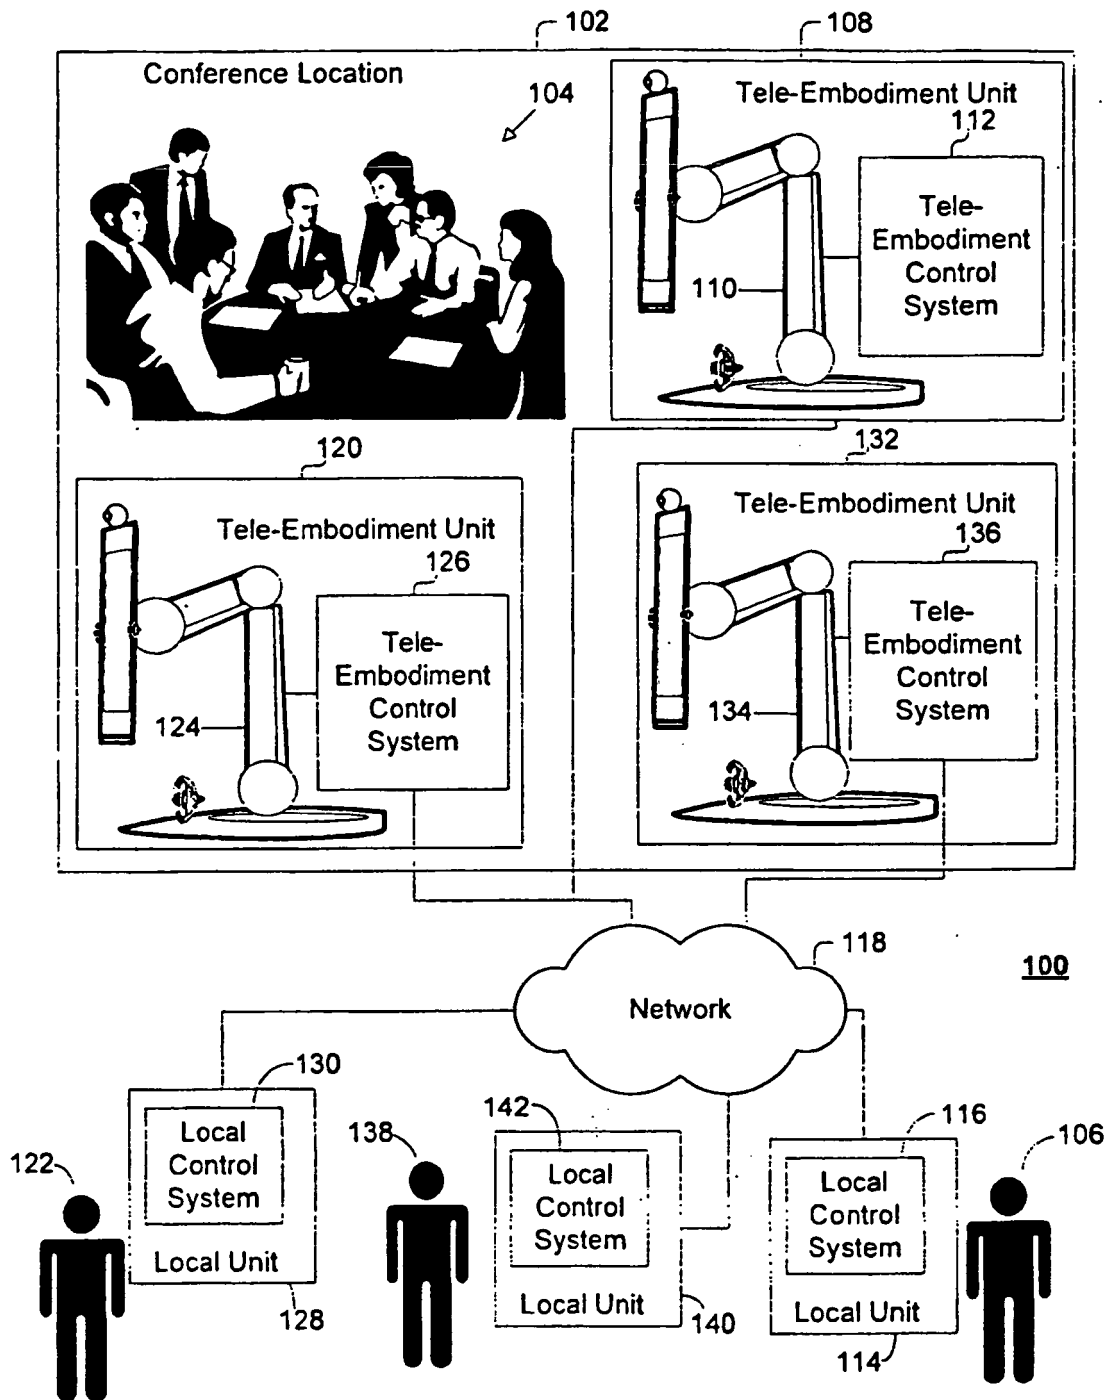 102
108
Conference Location
104
Tele-Embodiment Unit
112
Tele-
Embodiment
Control
System
110
120
Tele-Embodiment Unit
126
Tele-
Embodiment
Control
System
124
132
Tele-Embodiment Unit
136
Tele-
Embodiment
Control
System
134
118
Network
100
130
Local
Control
System
Local Unit
128
122
138
142
Local
Control
System
Local Unit
140
116
Local
Control
System
Local Unit
114
106